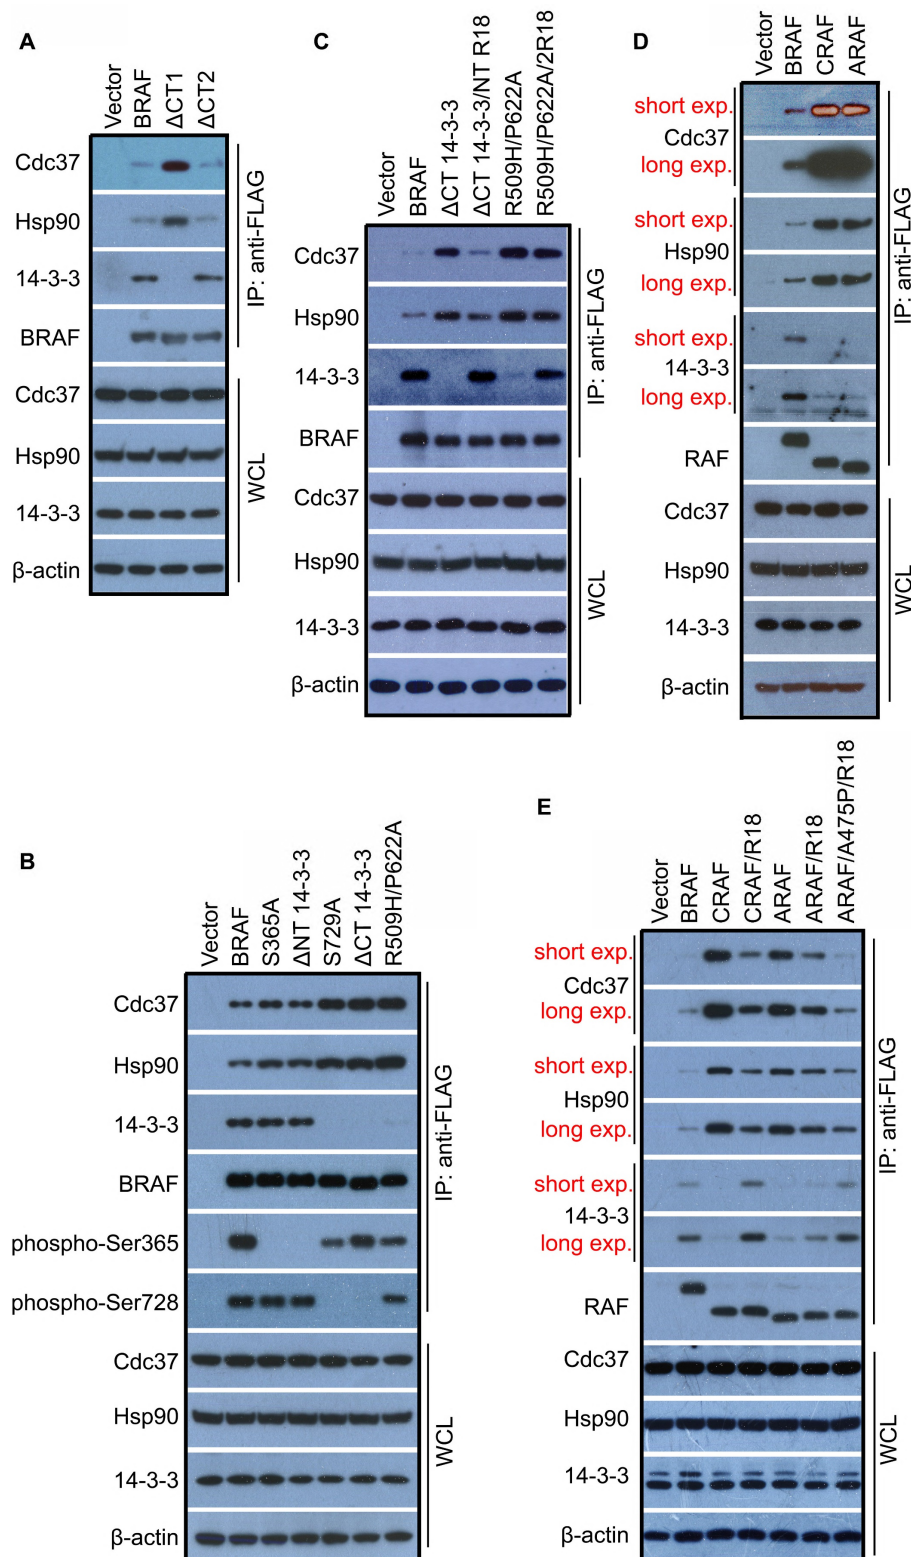 A
Vector
BRAF
ΔCT1
ΔCT2
Cdc37
Hsp90
14-3-3
BRAF
IP: anti-FLAG
Cdc37
Hsp90
14-3-3
β-actin
WCL
C
Vector
BRAF
ΔCT 14-3-3
ΔCT 14-3-3/NT R18
R509H/P622A
R509H/P622A/2R18
Cdc37
Hsp90
14-3-3
BRAF
IP: anti-FLAG
Cdc37
Hsp90
14-3-3
β-actin
WCL
D
Vector
BRAF
CRAF
ARAF
short exp.
Cdc37
long exp.
short exp.
Hsp90
long exp.
short exp.
14-3-3
long exp.
RAF
IP: anti-FLAG
Cdc37
Hsp90
14-3-3
β-actin
WCL
B
Vector
BRAF
S365A
ΔNT 14-3-3
S729A
ΔCT 14-3-3
R509H/P622A
Cdc37
Hsp90
14-3-3
BRAF
phospho-Ser365
phospho-Ser728
IP: anti-FLAG
Cdc37
Hsp90
14-3-3
β-actin
WCL
E
Vector
BRAF
CRAF
CRAF/R18
ARAF
ARAF/R18
ARAF/A475P/R18
short exp.
Cdc37
long exp.
short exp.
Hsp90
long exp.
short exp.
14-3-3
long exp.
RAF
IP: anti-FLAG
Cdc37
Hsp90
14-3-3
β-actin
WCL